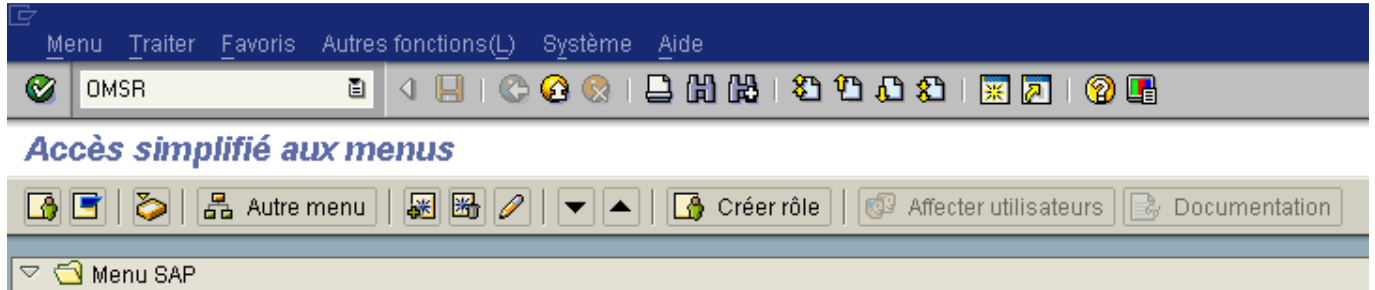 Menu Traiter Favoris Autres fonctions(L) Système Aide
OMSR
Accès simplifié aux menus
Autre menu Créer rôle Affecter utilisateurs Documentation
Menu SAP